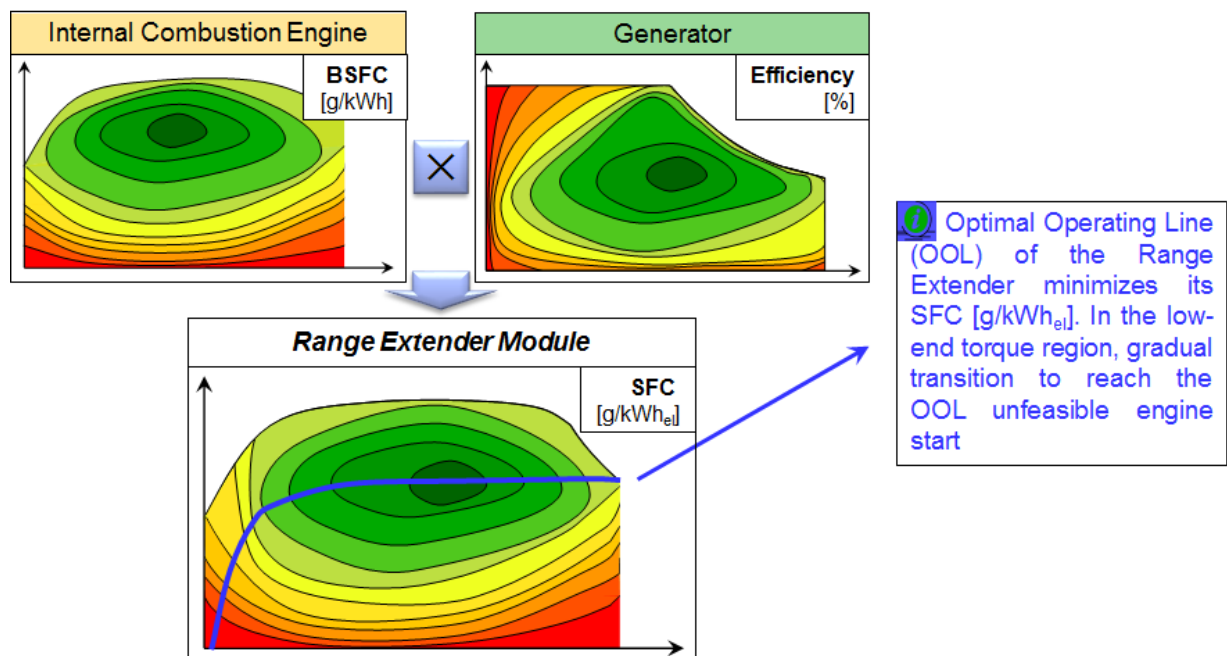 Internal Combustion Engine
BSFC
[g/kWh]
Generator
Efficiency
[%]
×
Range Extender Module
SFC
[g/kWhel]
i Optimal Operating Line
(OOL) of the Range
Extender minimizes its
SFC [g/kWhel]. In the low-
end torque region, gradual
transition to reach the
OOL unfeasible engine
start